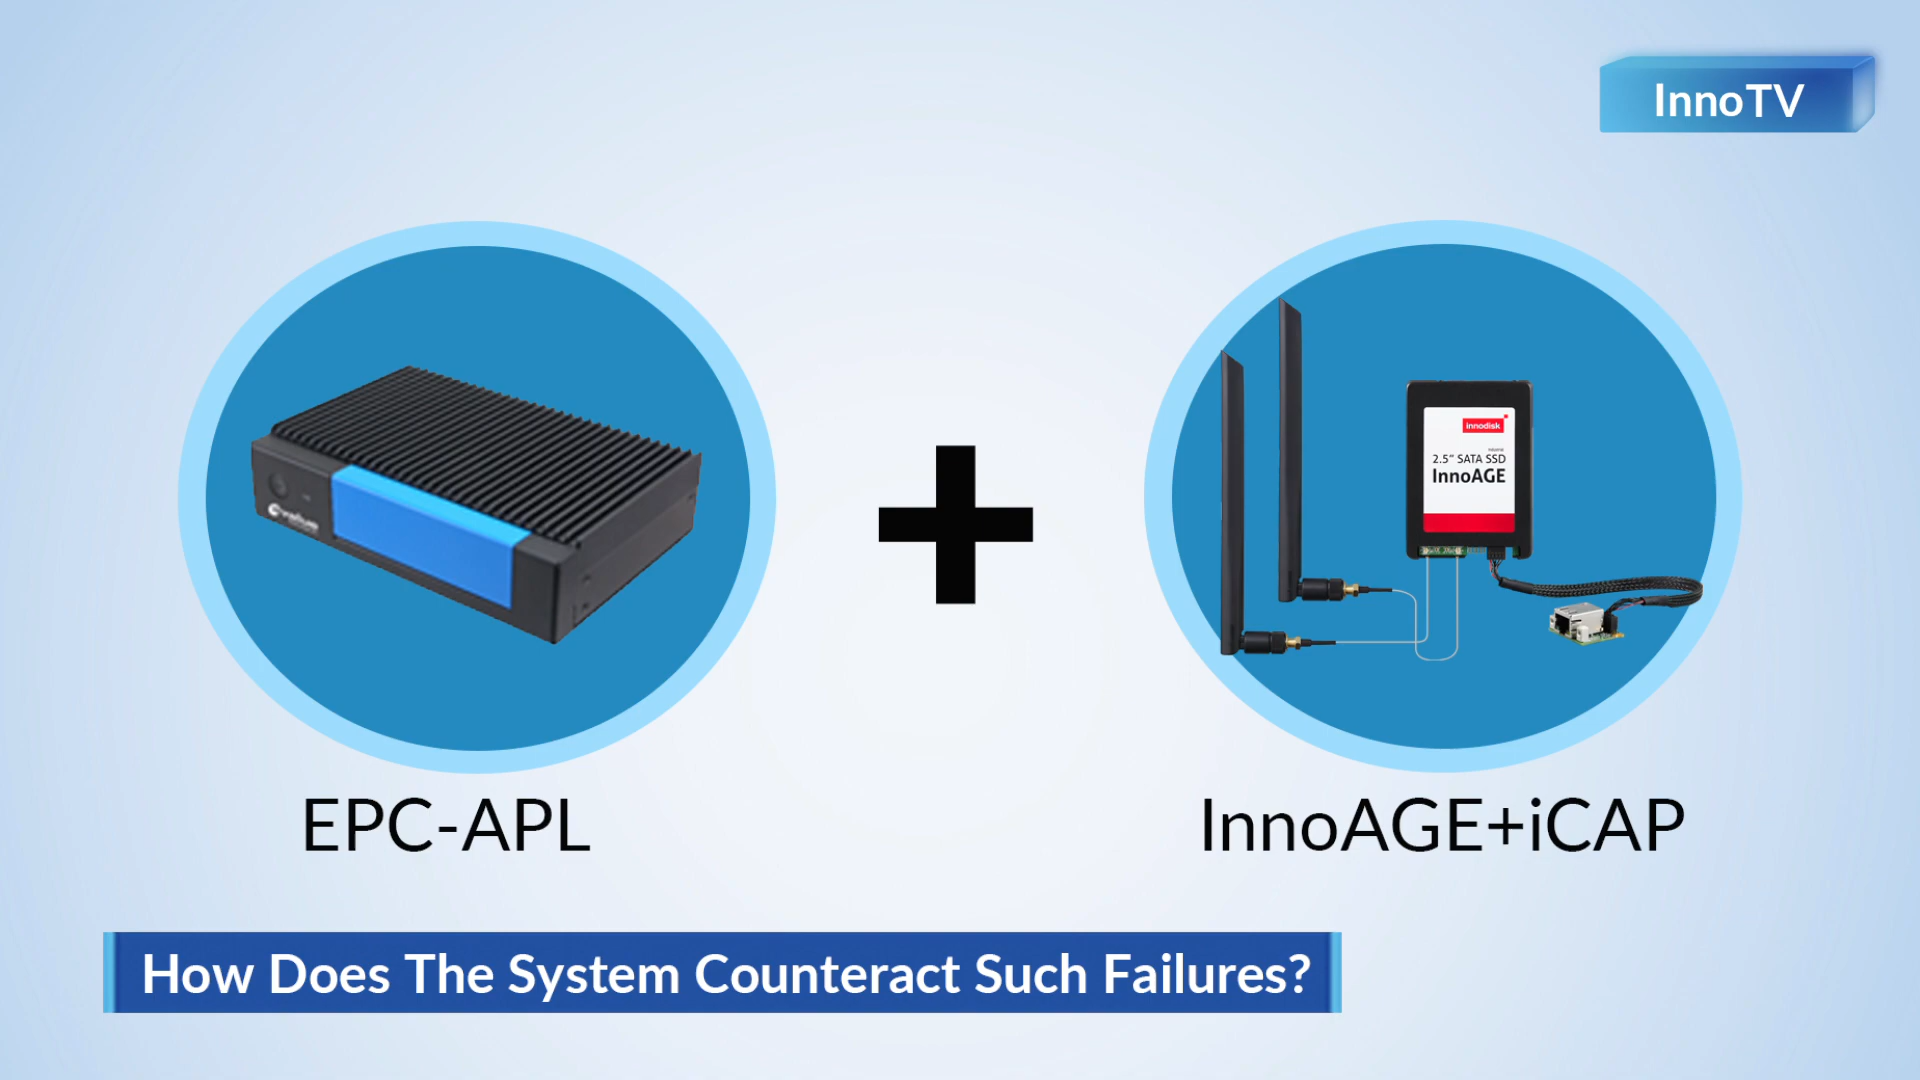 InnoTV
innodisk
2.5" SATA SSD
InnoAGE
EPC-APL
InnoAGE+iCAP
How Does The System Counteract Such Failures?